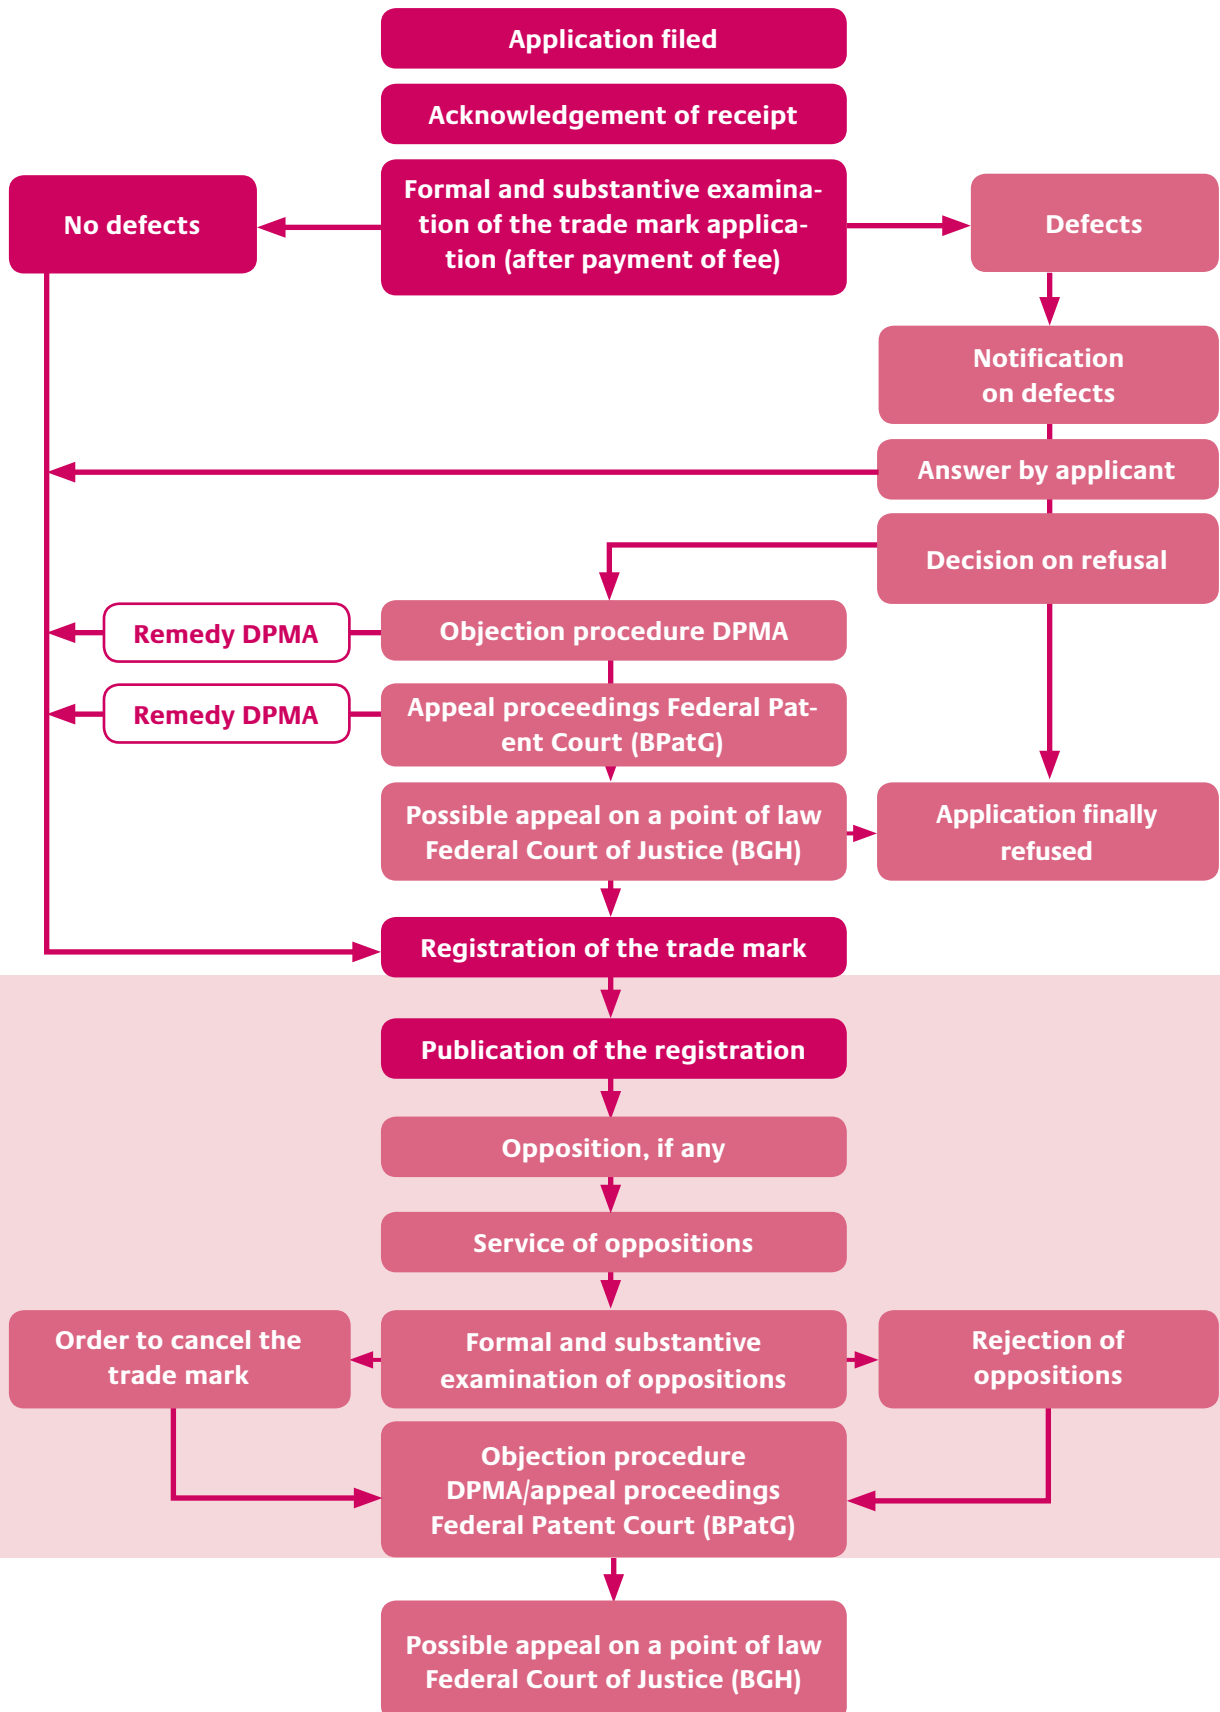 Application filed
Acknowledgement of receipt
Formal and substantive examina-
tion of the trade mark applica-
tion (after payment of fee)
No defects
Defects
Notification
on defects
Answer by applicant
Decision on refusal
Remedy DPMA
Objection procedure DPMA
Remedy DPMA
Appeal proceedings Federal Pat-
ent Court (BPatG)
Possible appeal on a point of law
Federal Court of Justice (BGH)
Application finally
refused
Registration of the trade mark
Publication of the registration
Opposition, if any
Service of oppositions
Order to cancel the
trade mark
Formal and substantive
examination of oppositions
Rejection of
oppositions
Objection procedure
DPMA/appeal proceedings
Federal Patent Court (BPatG)
Possible appeal on a point of law
Federal Court of Justice (BGH)